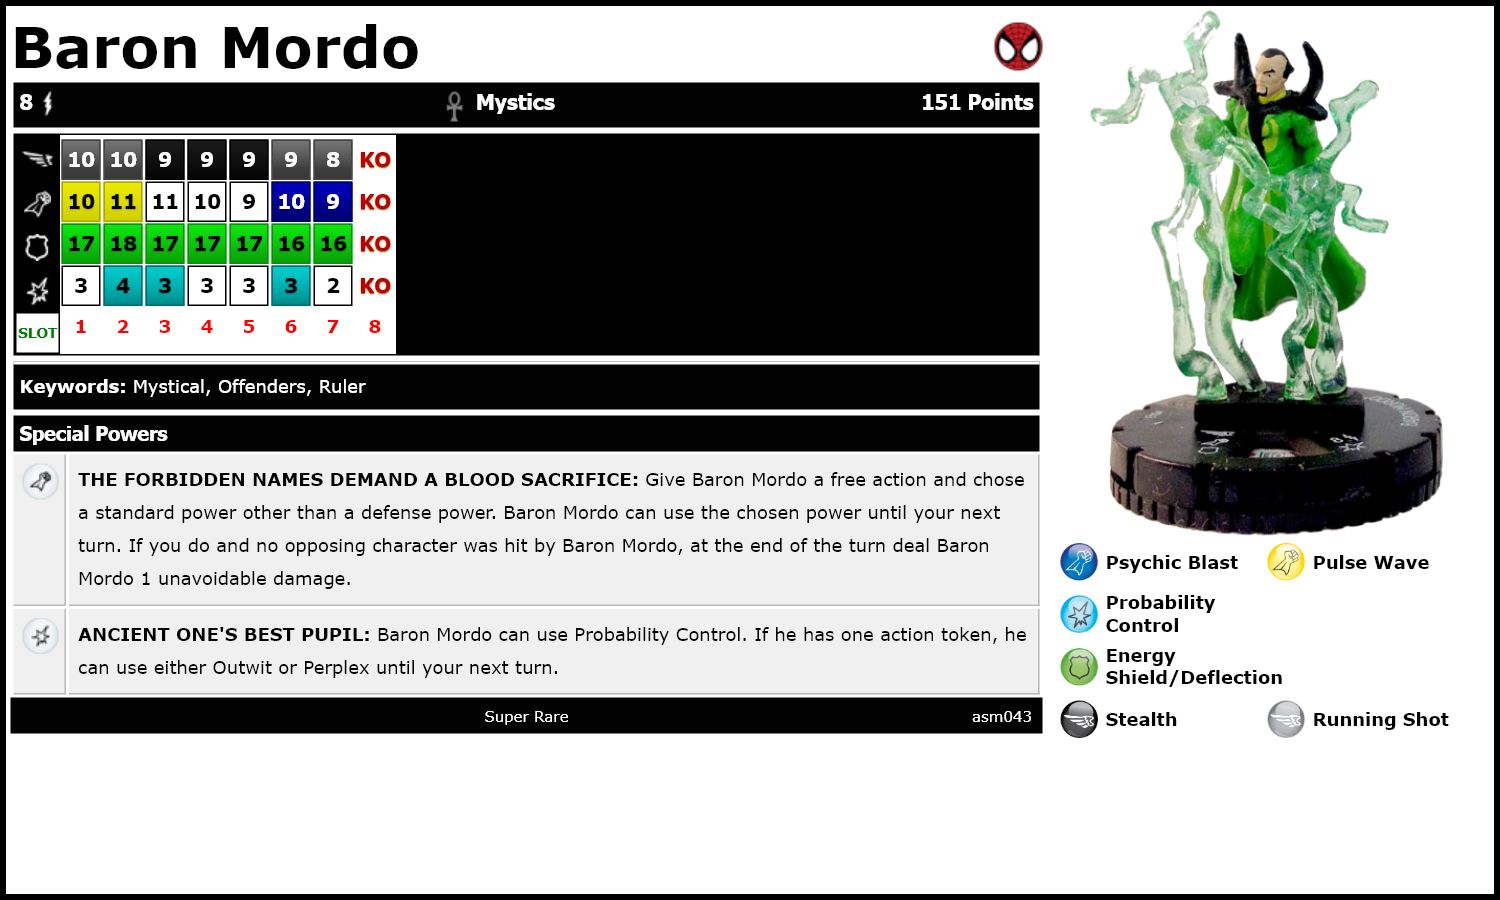 Baron Mordo
8 Mystics 151 Points
10 10 9 9 9 9 8 KO
10 11 11 10 9 10 9 KO
17 18 17 17 17 16 16 KO
3 4 3 3 3 3 2 KO
SLOT 1 2 3 4 5 6 7 8
Keywords: Mystical, Offenders, Ruler
Special Powers
THE FORBIDDEN NAMES DEMAND A BLOOD SACRIFICE: Give Baron Mordo a free action and chose
a standard power other than a defense power. Baron Mordo can use the chosen power until your next
turn. If you do and no opposing character was hit by Baron Mordo, at the end of the turn deal Baron
Mordo 1 unavoidable damage.
ANCIENT ONE'S BEST PUPIL: Baron Mordo can use Probability Control. If he has one action token, he
can use either Outwit or Perplex until your next turn.
Super Rare asm043
BARON MORDO
Psychic Blast Pulse Wave
Probability
Control
Energy
Shield/Deflection
Stealth Running Shot